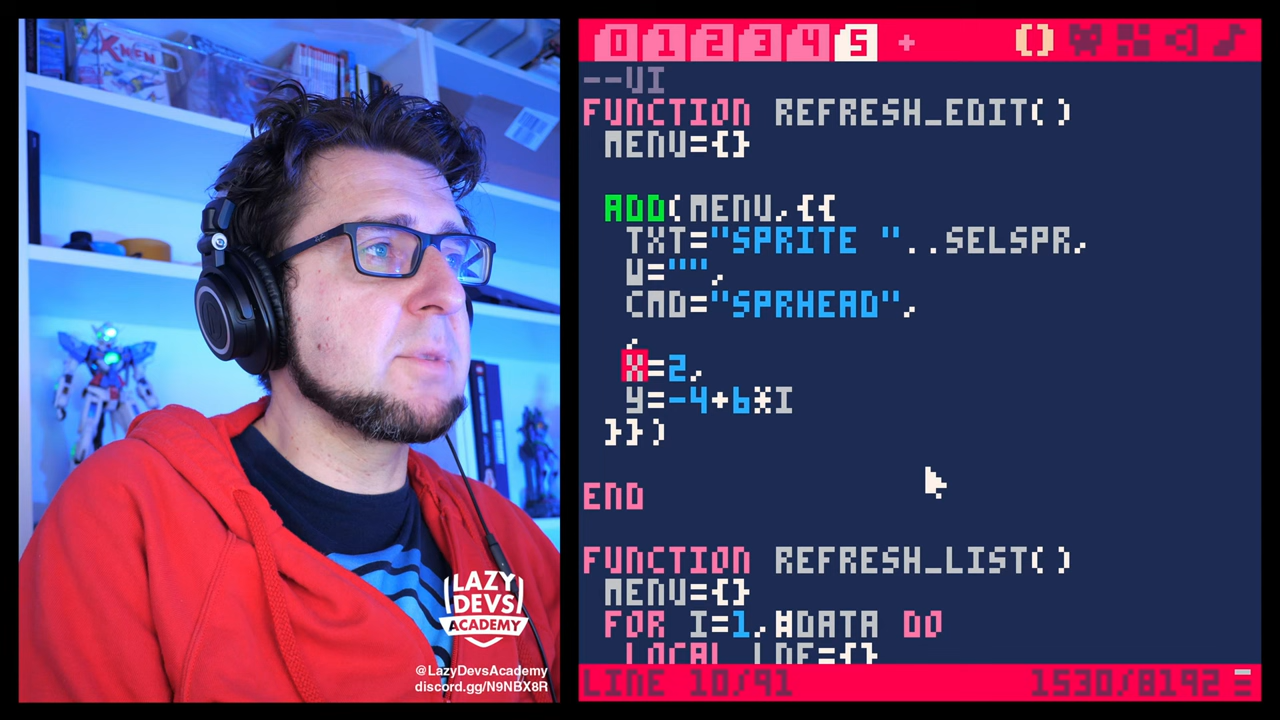 X-MEN
LAZY
DEVS
ACADEMY
@LazyDevsAcademy
discord.gg/N9NBX8R
0 1 2 3 4 5 +
--UI
FUNCTION REFRESH_EDIT()
MENU={}
ADD(MENU,{{
TXT="SPRITE "..SELSPR,
W="",
CMD="SPRHEAD",
,
X=2,
Y=-4+6*I
}})
END
FUNCTION REFRESH_LIST()
MENU={}
FOR I=1,#DATA DO
LOCAL LNE={}
LINE 10/91
1530/8192